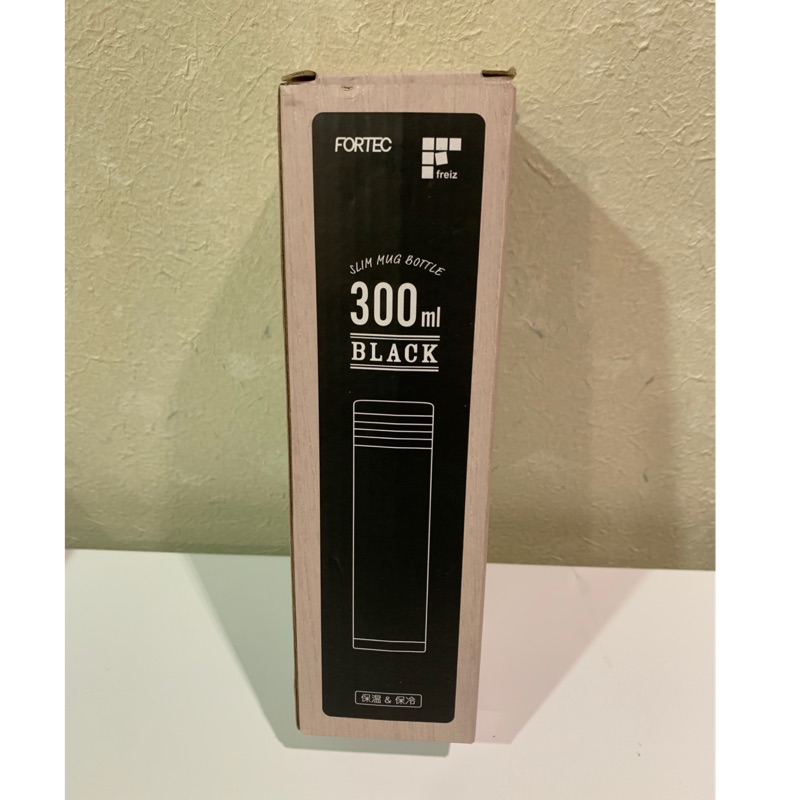 FORTEC
freiz
SLIM MUG BOTTLE
300ml
BLACK
保温 & 保冷